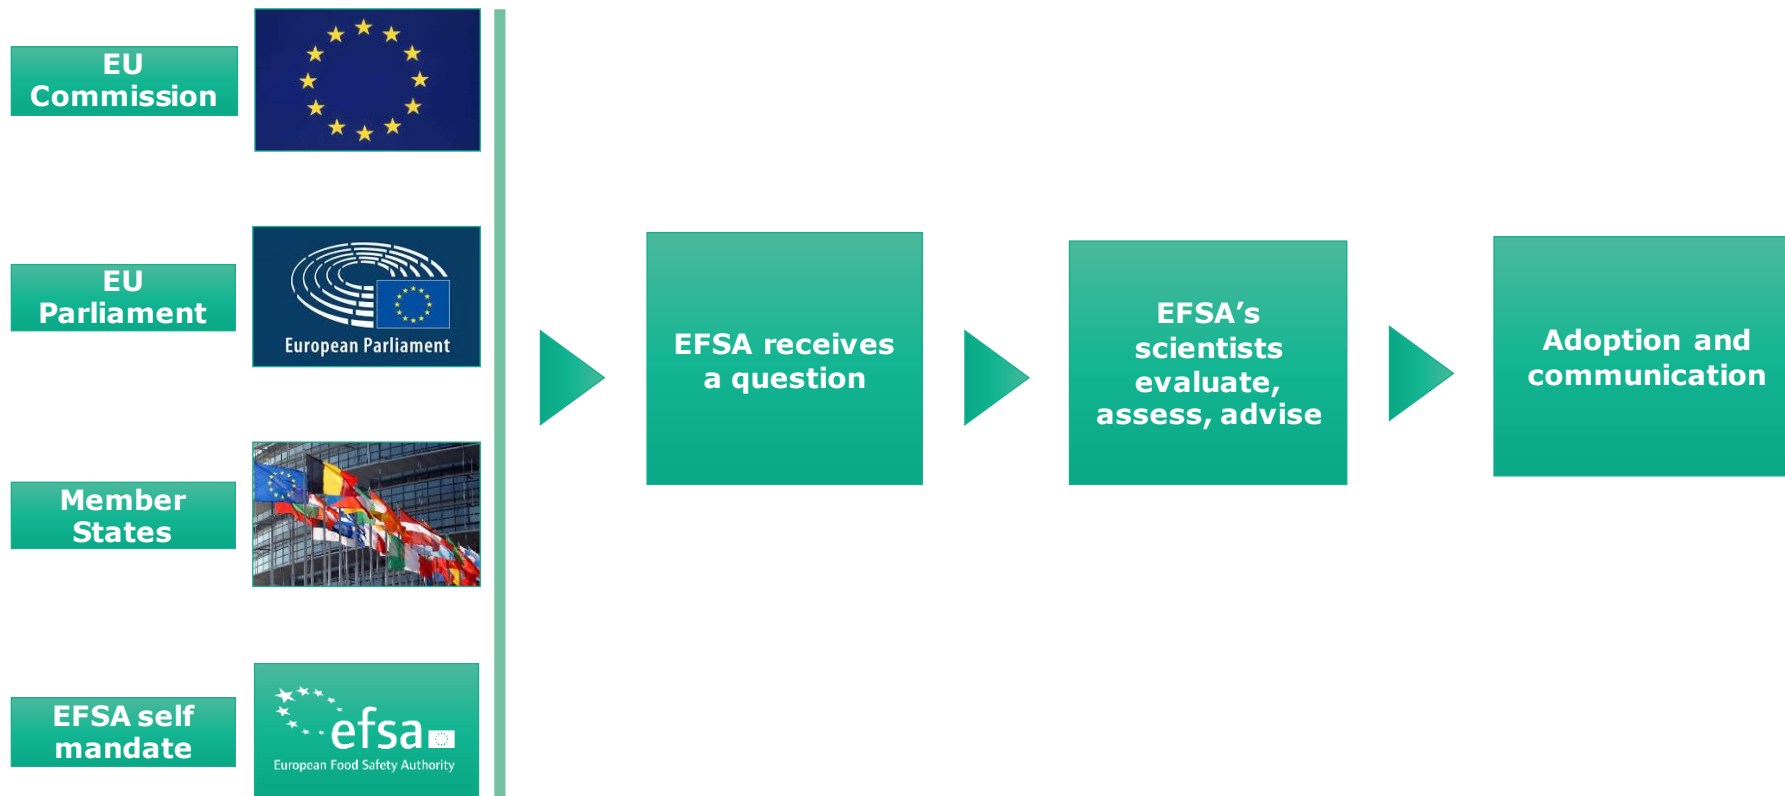 EU
Commission
EU
Parliament
European Parliament
Member
States
EFSA self
mandate
efsa
European Food Safety Authority
EFSA receives
a question
EFSA’s
scientists
evaluate,
assess, advise
Adoption and
communication